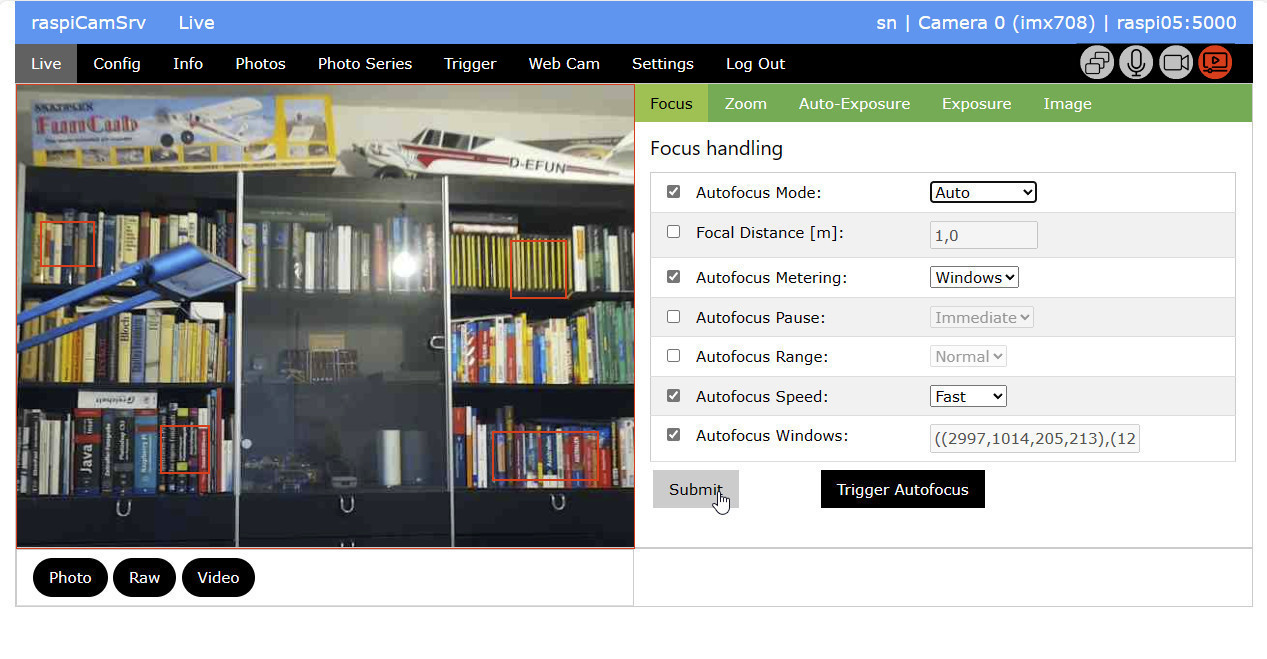 raspiCamSrv Live sn | Camera 0 (imx708) | raspi05:5000
Live Config Info Photos Photo Series Trigger Web Cam Settings Log Out
Focus Zoom Auto-Exposure Exposure Image
MULTIPLEX
FunCub
D-EFUN
Java
Focus handling
Autofocus Mode: Auto
Focal Distance [m]: 1,0
Autofocus Metering: Windows
Autofocus Pause: Immediate
Autofocus Range: Normal
Autofocus Speed: Fast
Autofocus Windows: ((2997,1014,205,213),(12
Submit Trigger Autofocus
Photo Raw Video